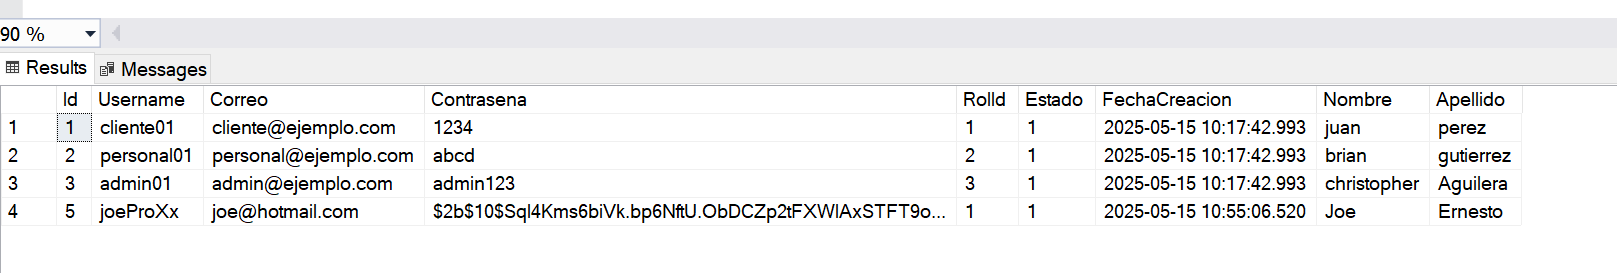 90 %
Results Messages
Id Username Correo Contrasena RolId Estado FechaCreacion Nombre Apellido
1 1 cliente01 cliente@ejemplo.com 1234 1 1 2025-05-15 10:17:42.993 juan perez
2 2 personal01 personal@ejemplo.com abcd 2 1 2025-05-15 10:17:42.993 brian gutierrez
3 3 admin01 admin@ejemplo.com admin123 3 1 2025-05-15 10:17:42.993 christopher Aguilera
4 5 joeProXx joe@hotmail.com $2b$10$Sql4Kms6biVk.bp6NftU.ObDCZp2tFXWlAxSTFT9o... 1 1 2025-05-15 10:55:06.520 Joe Ernesto